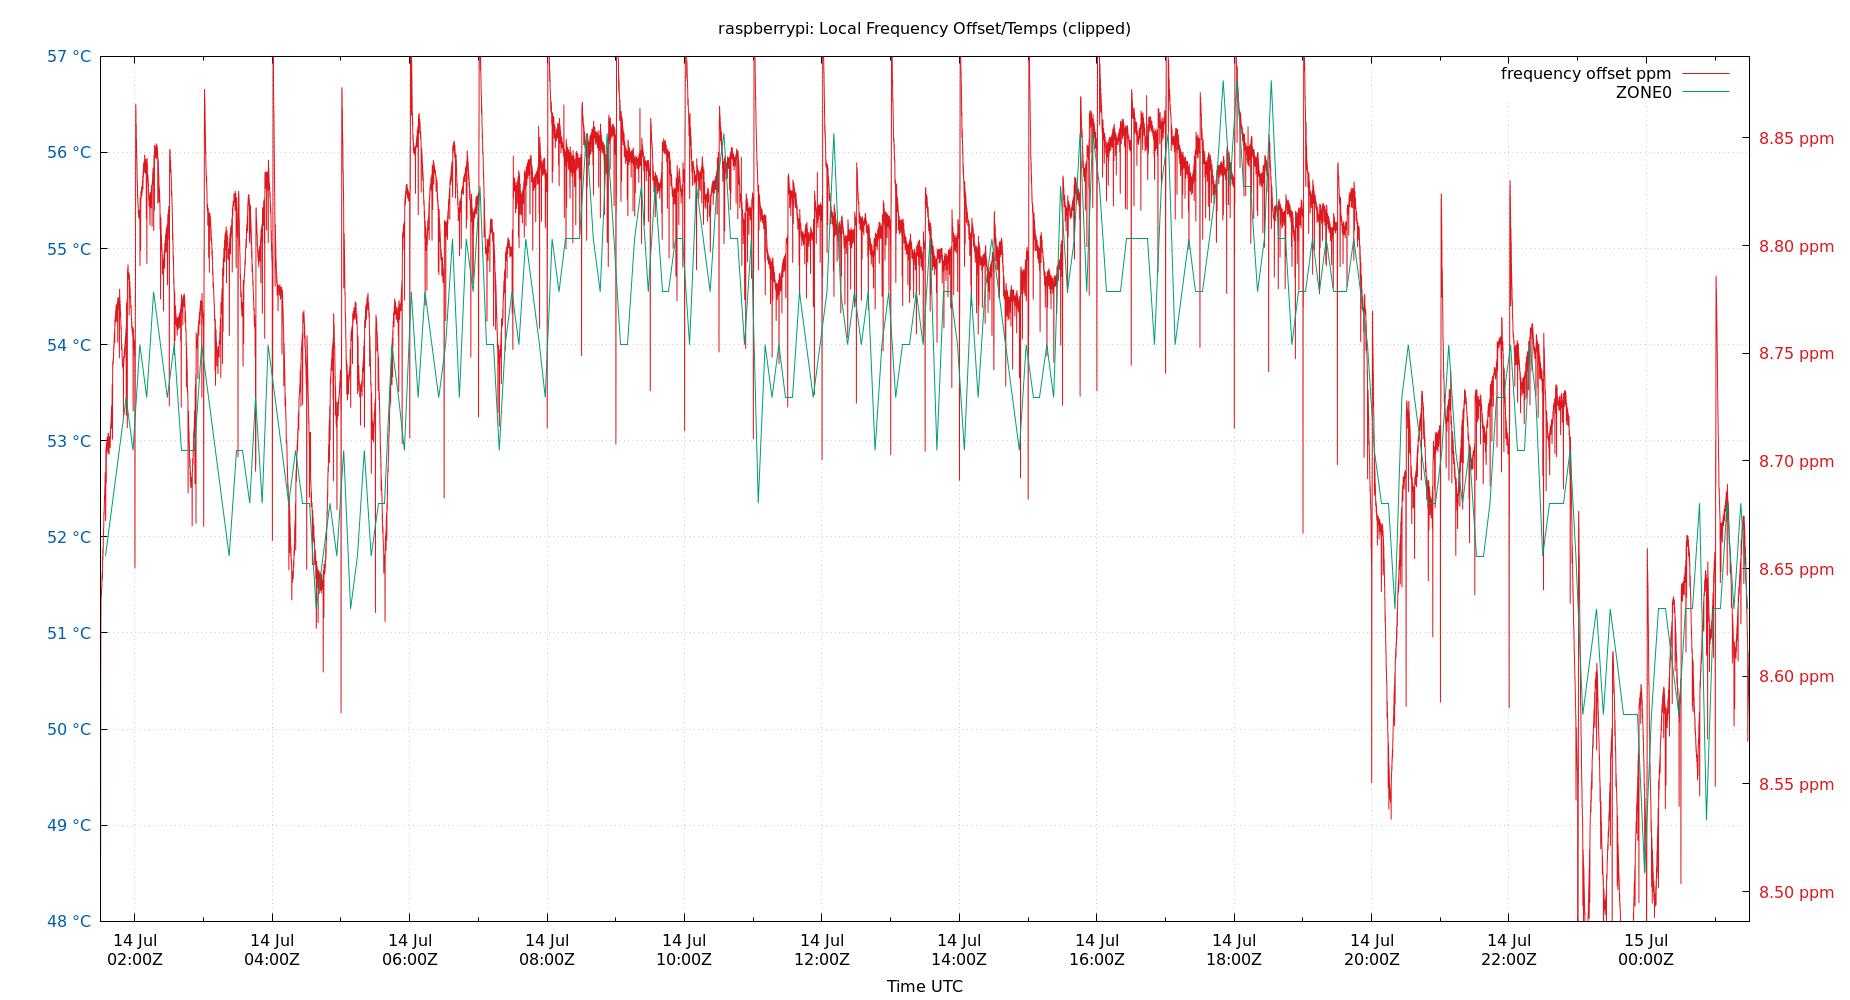 raspberrypi: Local Frequency Offset/Temps (clipped)
frequency offset ppm
ZONE0
57 °C
56 °C
55 °C
54 °C
53 °C
52 °C
51 °C
50 °C
49 °C
48 °C
8.85 ppm
8.80 ppm
8.75 ppm
8.70 ppm
8.65 ppm
8.60 ppm
8.55 ppm
8.50 ppm
14 Jul 14 Jul 14 Jul 14 Jul 14 Jul 14 Jul 14 Jul 14 Jul 14 Jul 14 Jul 14 Jul 15 Jul
02:00Z 04:00Z 06:00Z 08:00Z 10:00Z 12:00Z 14:00Z 16:00Z 18:00Z 20:00Z 22:00Z 00:00Z
Time UTC